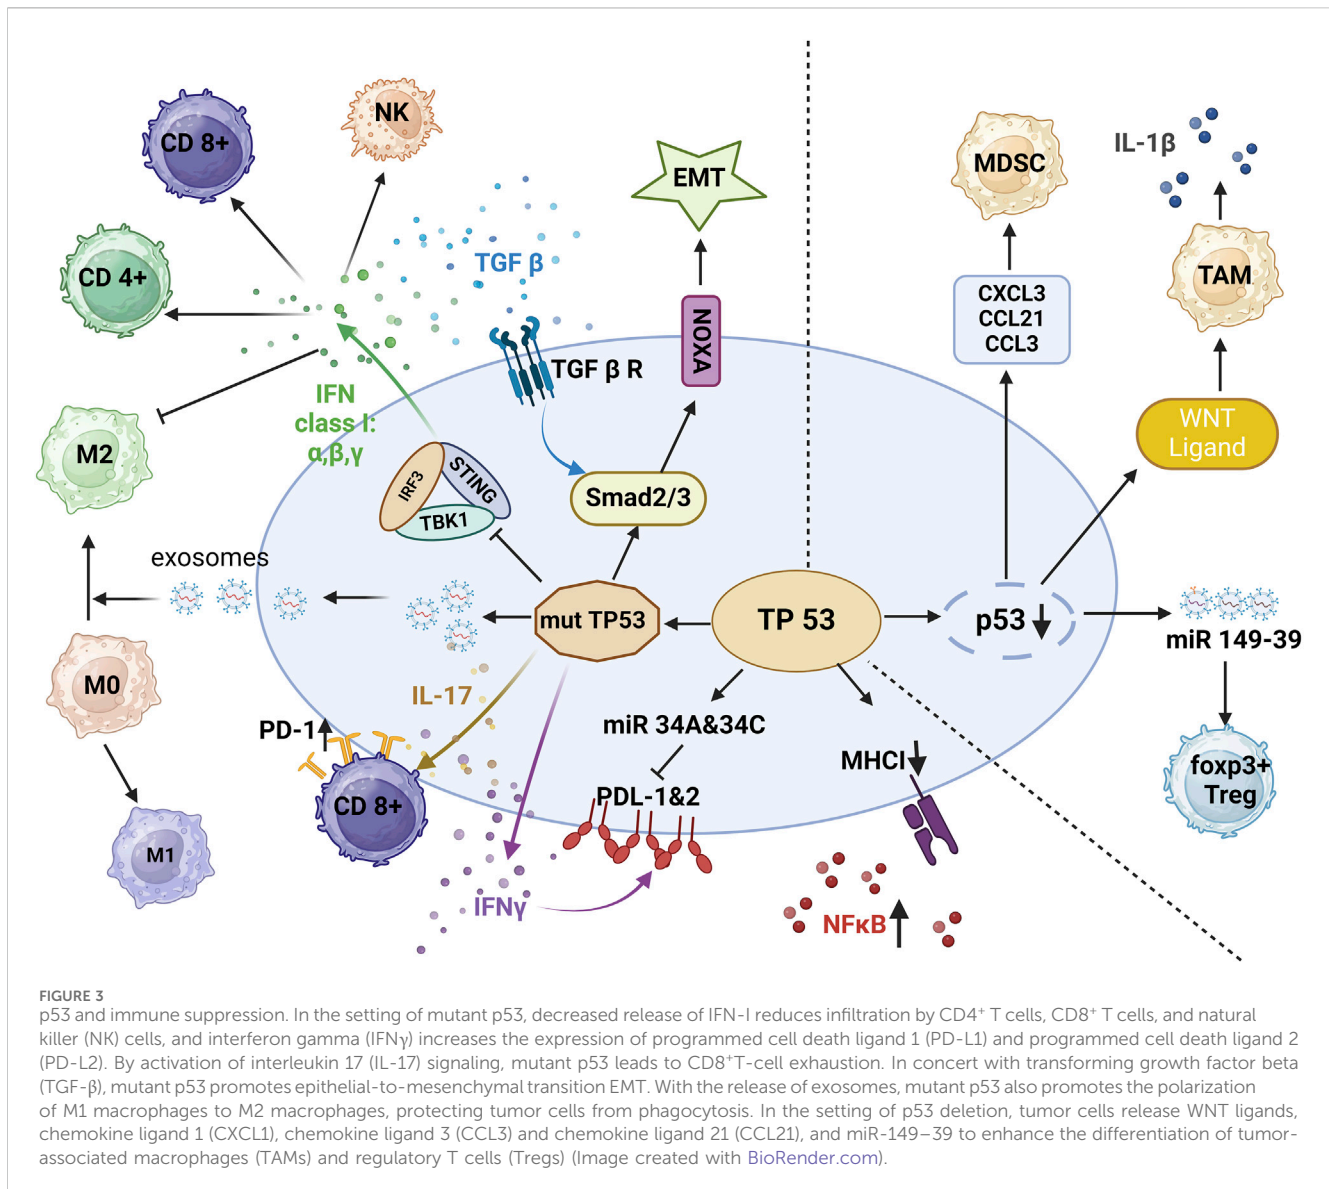 CD 8+
NK
CD 4+
TGF β
EMT
MDSC
IL-1β
TAM
CXCL3
CCL21
CCL3
NOXA
TGF β R
IFN
class I:
α,β,γ
WNT
Ligand
M2
IRF3
STING
TBK1
Smad2/3
exosomes
mut TP53
TP 53
p53
miR 149-39
M0
IL-17
PD-1
miR 34A&34C
MHCI
foxp3+
Treg
CD 8+
PDL-1&2
M1
IFNγ
NFκB
FIGURE 3
p53 and immune suppression. In the setting of mutant p53, decreased release of IFN-I reduces infiltration by CD4⁺ T cells, CD8⁺ T cells, and natural
killer (NK) cells, and interferon gamma (IFNγ) increases the expression of programmed cell death ligand 1 (PD-L1) and programmed cell death ligand 2
(PD-L2). By activation of interleukin 17 (IL-17) signaling, mutant p53 leads to CD8⁺T-cell exhaustion. In concert with transforming growth factor beta
(TGF-β), mutant p53 promotes epithelial-to-mesenchymal transition EMT. With the release of exosomes, mutant p53 also promotes the polarization
of M1 macrophages to M2 macrophages, protecting tumor cells from phagocytosis. In the setting of p53 deletion, tumor cells release WNT ligands,
chemokine ligand 1 (CXCL1), chemokine ligand 3 (CCL3) and chemokine ligand 21 (CCL21), and miR-149–39 to enhance the differentiation of tumor-
associated macrophages (TAMs) and regulatory T cells (Tregs) (Image created with BioRender.com).